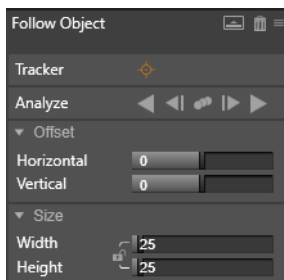 Follow Object
Tracker
Analyze
Offset
Horizontal 0
Vertical 0
Size
Width 25
Height 25